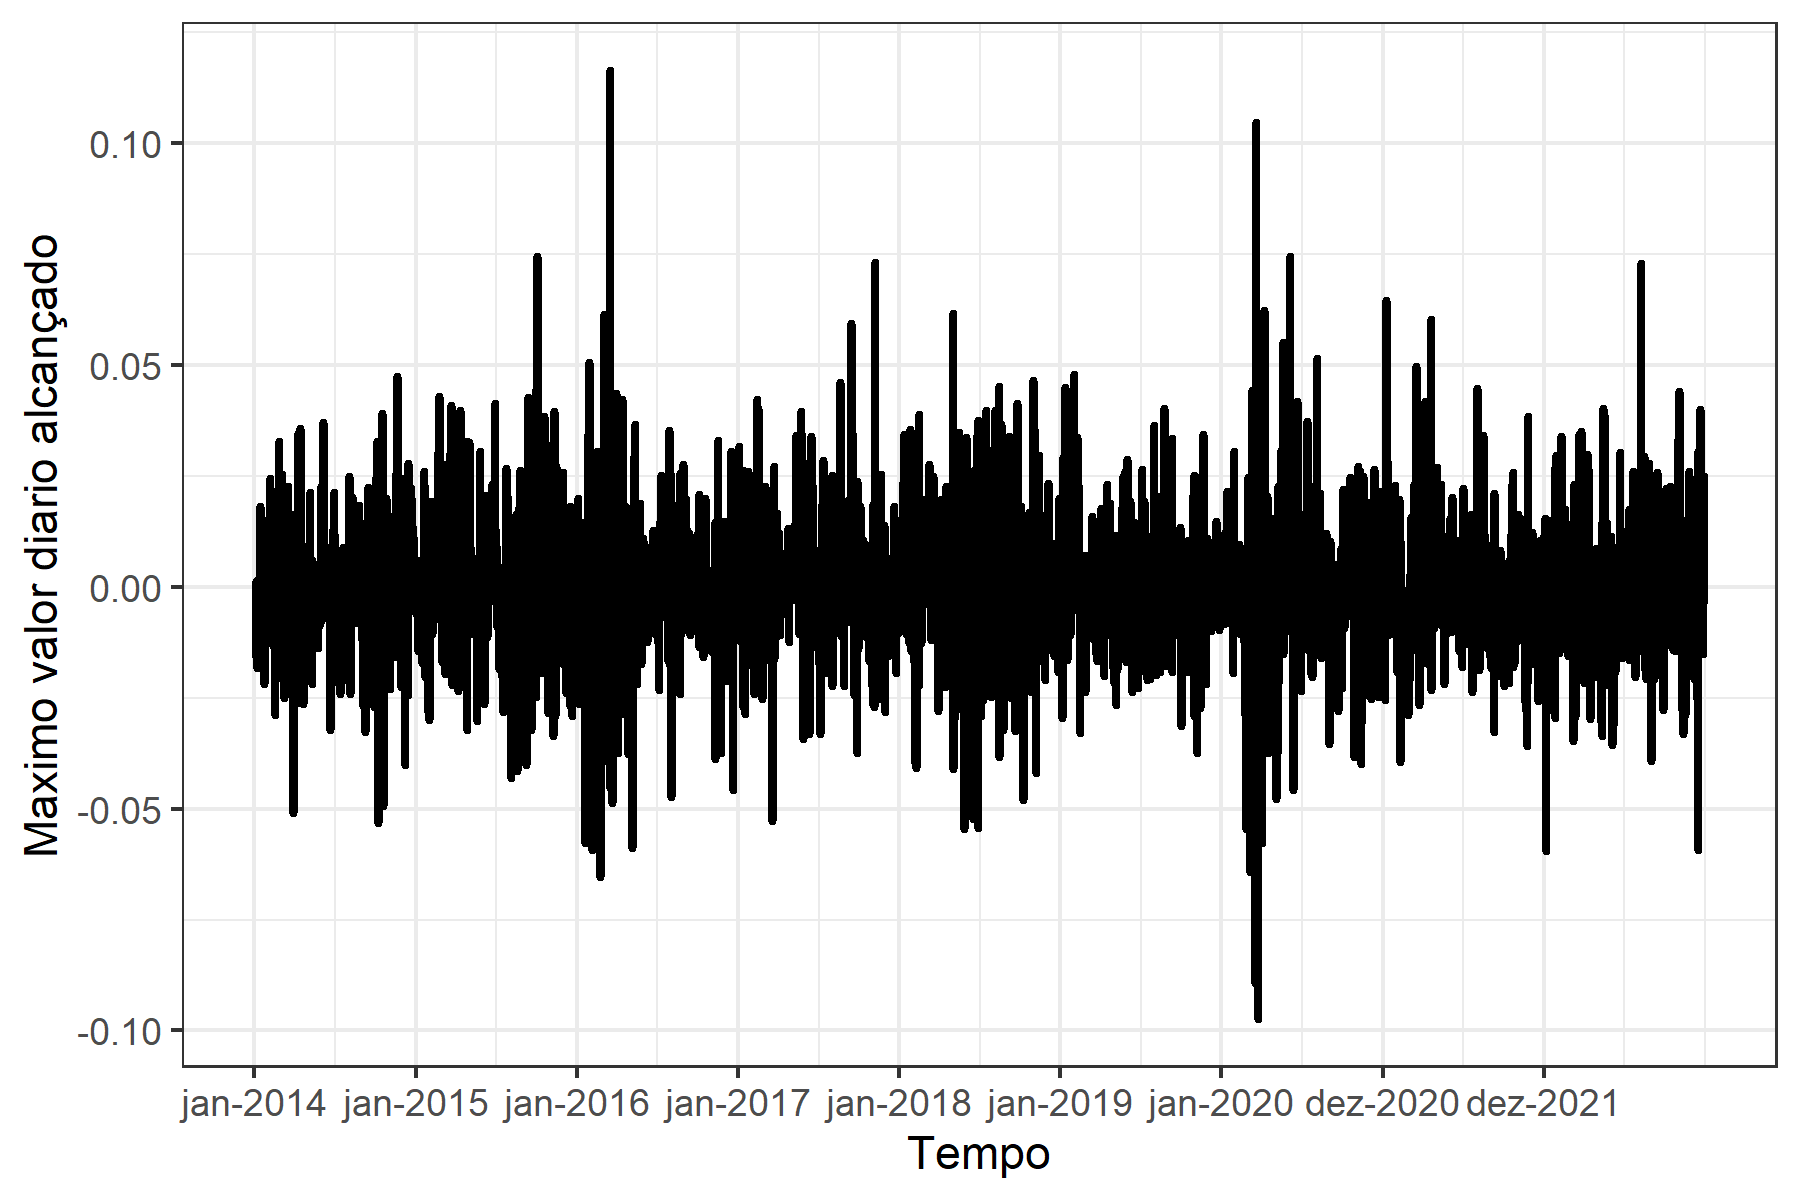 Maximo valor diario alcançado
0.10
0.05
0.00
-0.05
-0.10
jan-2014 jan-2015 jan-2016 jan-2017 jan-2018 jan-2019 jan-2020 dez-2020 dez-2021
Tempo